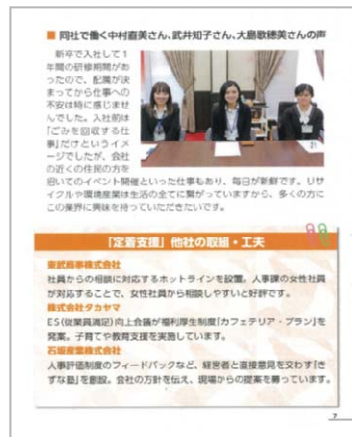 ■ 同社で働く中村直美さん、武井知子さん、大島歌穂美さんの声
新卒で入社して1
年間の研修期間があ
ったので、配属が決
まってから仕事への
不安は特に感じませ
んでした。入社前は
「ごみを回収する仕
事」だけというイメ
ージでしたが、会社
の近くの住民の方を
招いてのイベント開催といった仕事もあり、毎日が新鮮です。リサ
イクルや環境産業は生活の全てに繋がっていますから、多くの方に
この業界に興味を持っていただきたいです。
「定着支援」他社の取組・工夫
東武商事株式会社
社員からの相談に対応するホットラインを設置。人事課の女性社員
が対応することで、女性社員から相談しやすいと好評です。
株式会社タカヤマ
ES(従業員満足)向上会議が福利厚生制度「カフェテリア・プラン」を
発案。子育てや教育支援を実施しています。
石坂産業株式会社
人事評価制度のフィードバックなど、経営者と直接意見を交わす「き
ずな塾」を創設。会社の方針を伝え、現場からの提案を募っています。
7